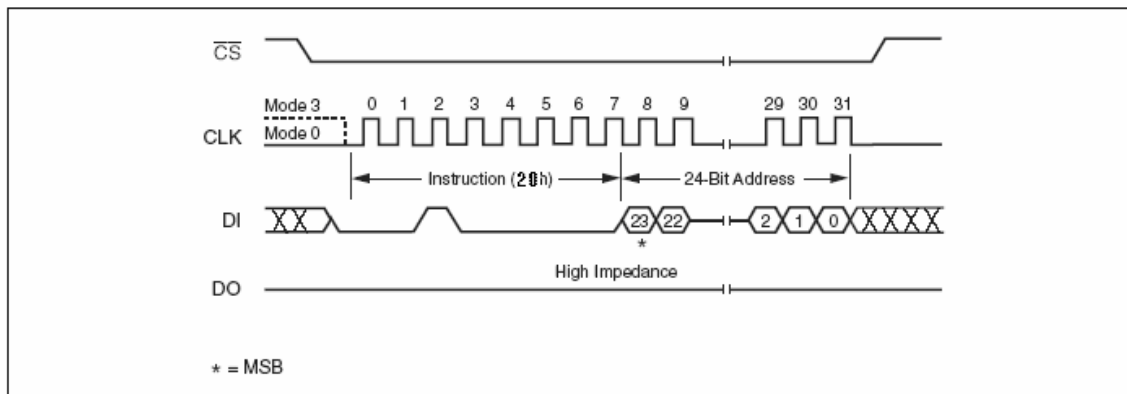 CS
Mode 3
0 1 2 3 4 5 6 7 8 9 29 30 31
CLK
Mode 0
Instruction (20h) 24-Bit Address
DI 23 22 2 1 0
*
High Impedance
DO
* = MSB